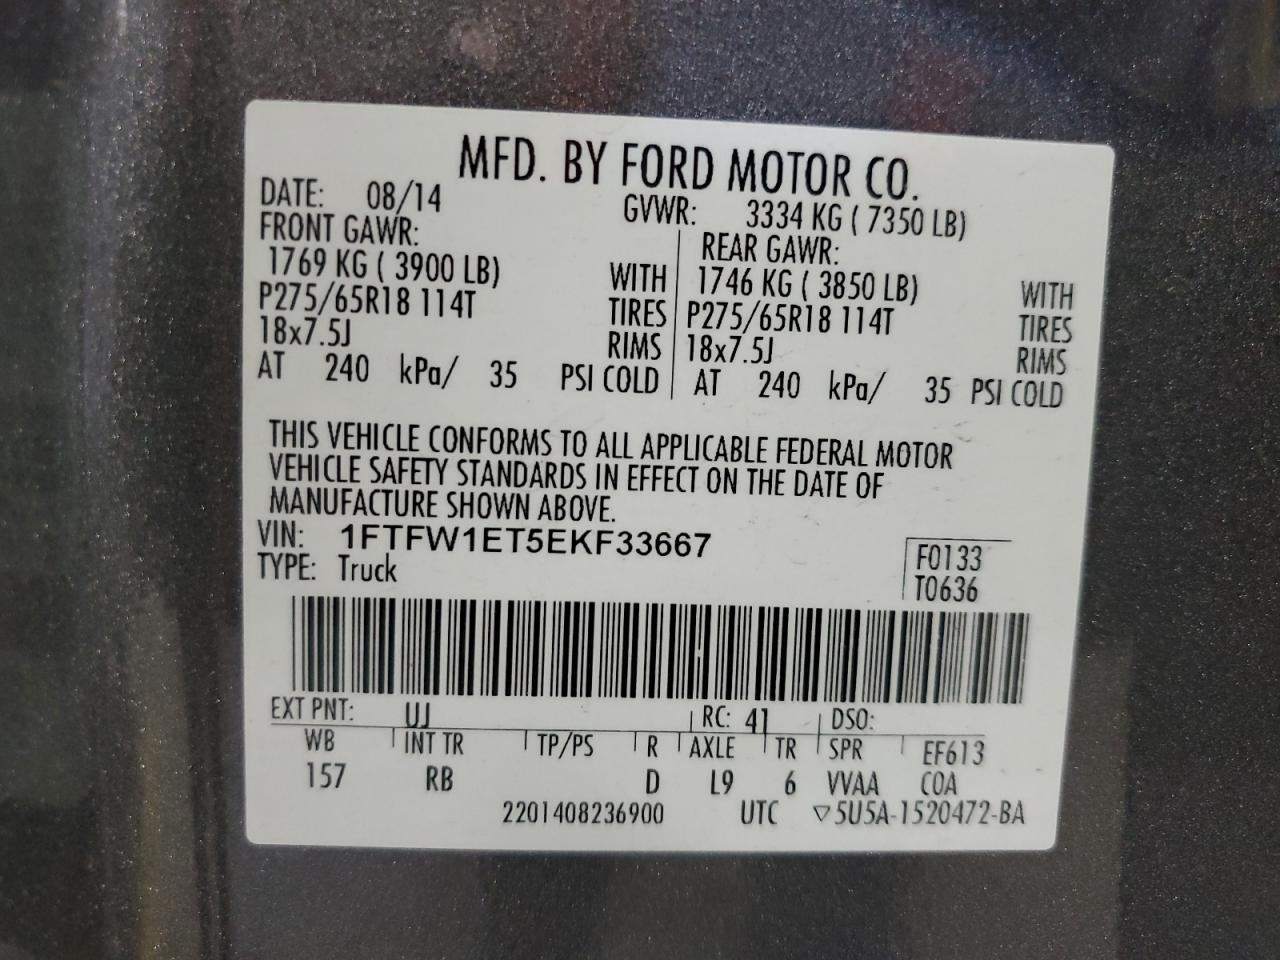 MFD. BY FORD MOTOR CO.
DATE: 08/14 GVWR: 3334 KG ( 7350 LB)
FRONT GAWR: REAR GAWR:
1769 KG ( 3900 LB) WITH 1746 KG ( 3850 LB) WITH
P275/65R18 114T TIRES P275/65R18 114T TIRES
18x7.5J RIMS 18x7.5J RIMS
AT 240 kPa/ 35 PSI COLD AT 240 kPa/ 35 PSI COLD
THIS VEHICLE CONFORMS TO ALL APPLICABLE FEDERAL MOTOR
VEHICLE SAFETY STANDARDS IN EFFECT ON THE DATE OF
MANUFACTURE SHOWN ABOVE.
VIN: 1FTFW1ET5EKF33667 F0133
TYPE: Truck T0636
EXT PNT: UJ RC: 41 DSO:
WB INT TR TP/PS R AXLE TR SPR EF613
157 RB D L9 6 VVAA COA
2201408236900 UTC ▽5U5A-1520472-BA